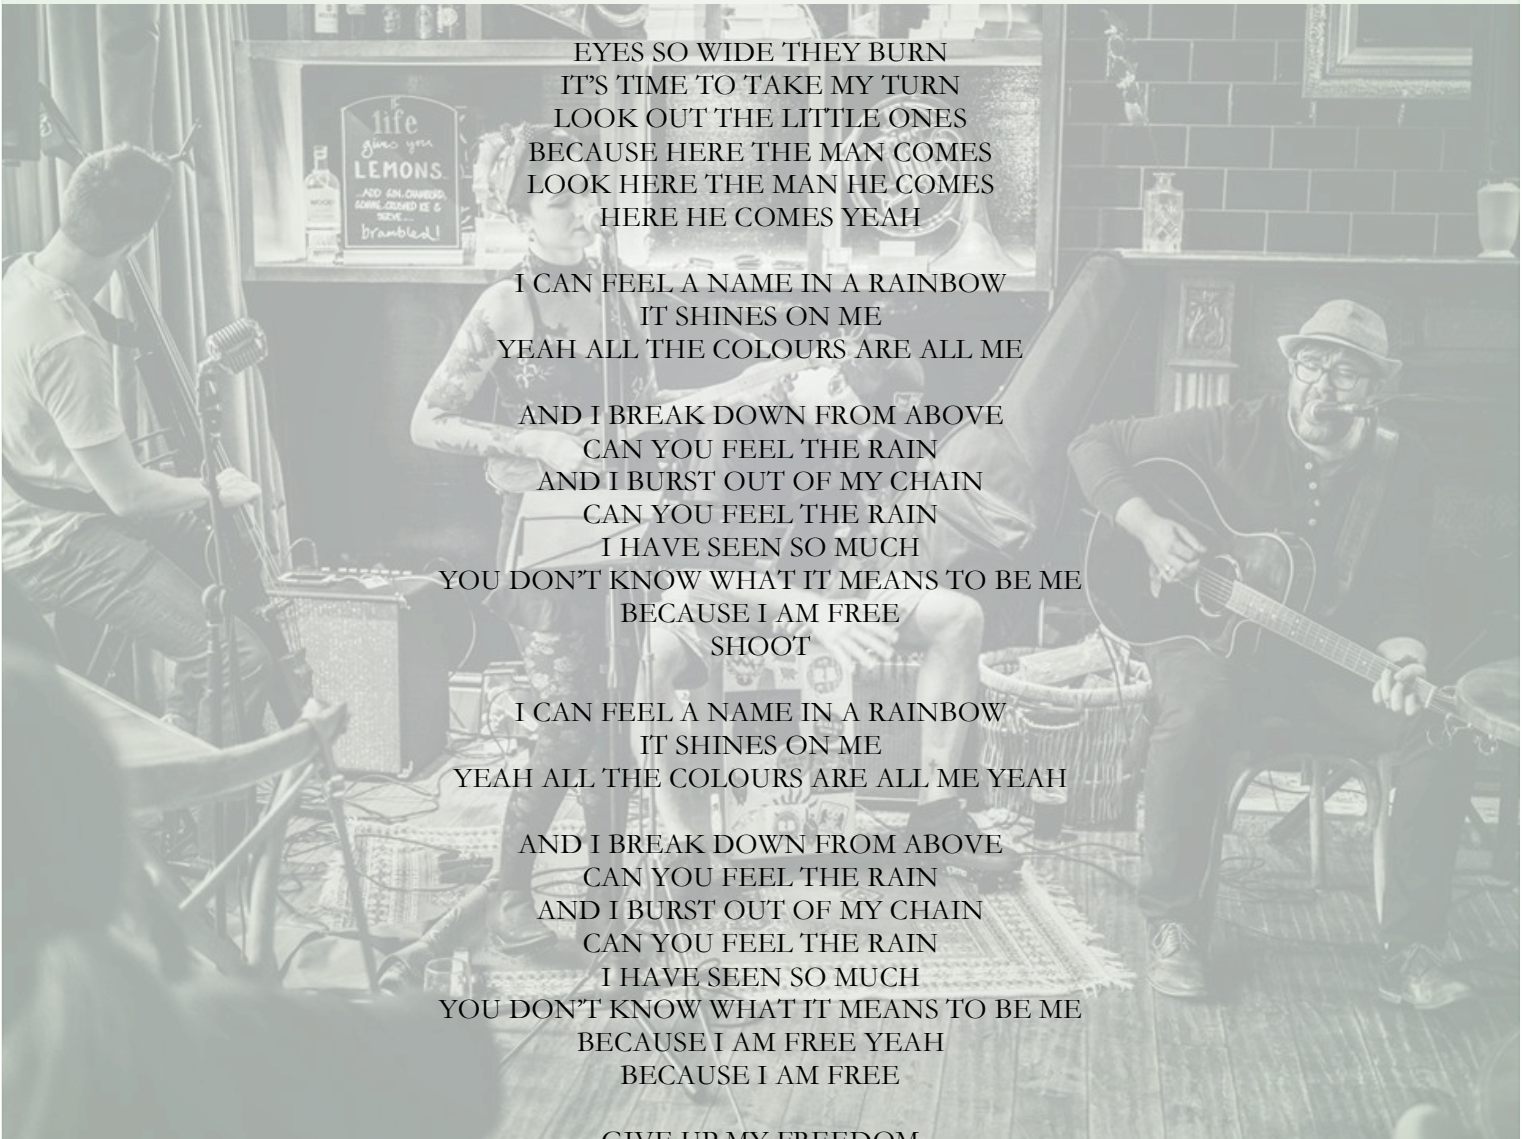 EYES SO WIDE THEY BURN
IT'S TIME TO TAKE MY TURN
LOOK OUT THE LITTLE ONES
BECAUSE HERE THE MAN COMES
LOOK HERE THE MAN HE COMES
HERE HE COMES YEAH
I CAN FEEL A NAME IN A RAINBOW
IT SHINES ON ME
YEAH ALL THE COLOURS ARE ALL ME
AND I BREAK DOWN FROM ABOVE
CAN YOU FEEL THE RAIN
AND I BURST OUT OF MY CHAIN
CAN YOU FEEL THE RAIN
I HAVE SEEN SO MUCH
YOU DON'T KNOW WHAT IT MEANS TO BE ME
BECAUSE I AM FREE
SHOOT
I CAN FEEL A NAME IN A RAINBOW
IT SHINES ON ME
YEAH ALL THE COLOURS ARE ALL ME YEAH
AND I BREAK DOWN FROM ABOVE
CAN YOU FEEL THE RAIN
AND I BURST OUT OF MY CHAIN
CAN YOU FEEL THE RAIN
I HAVE SEEN SO MUCH
YOU DON'T KNOW WHAT IT MEANS TO BE ME
BECAUSE I AM FREE YEAH
BECAUSE I AM FREE
GIVE UP MY FREEDOM
life
gives you
LEMONS
brambled!